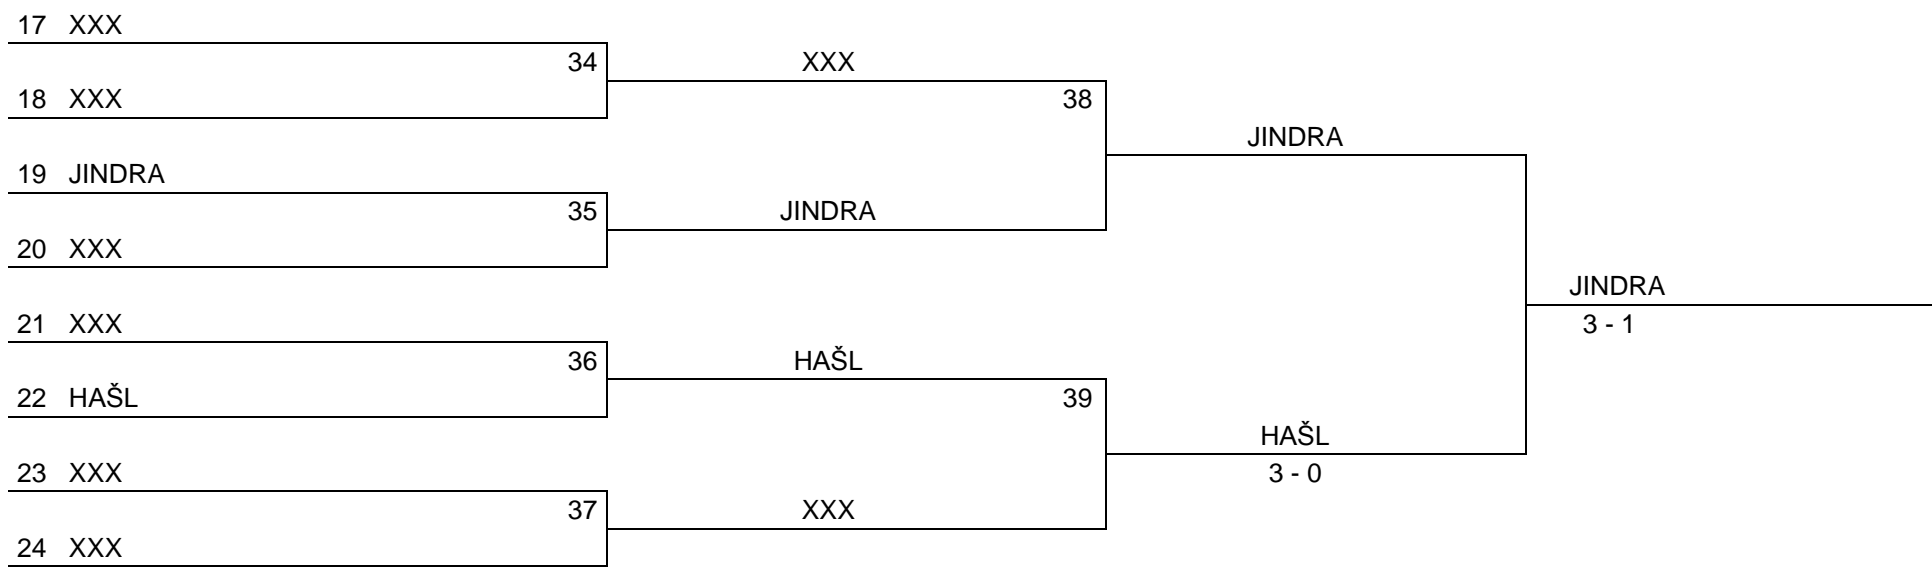 17 XXX
34 XXX
18 XXX 38
JINDRA
19 JINDRA
35 JINDRA
20 XXX
JINDRA
21 XXX 3 - 1
36 HAŠL
22 HAŠL 39
HAŠL
23 XXX 3 - 0
37 XXX
24 XXX